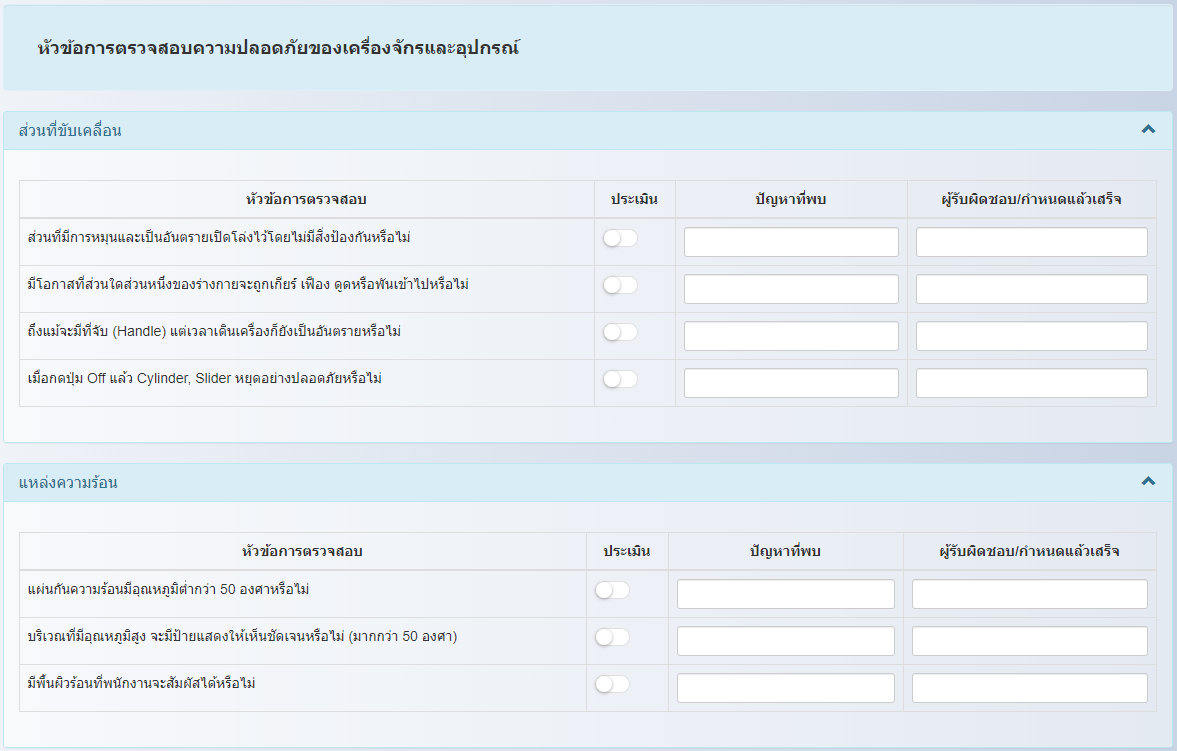 หัวข้อการตรวจสอบความปลอดภัยของเครื่องจักรและอุปกรณ์
ส่วนที่ขับเคลื่อน
หัวข้อการตรวจสอบ ประเมิน ปัญหาที่พบ ผู้รับผิดชอบ/กำหนดแล้วเสร็จ
ส่วนที่มีการหมุนและเป็นอันตรายเปิดโล่งไว้โดยไม่มีสิ่งป้องกันหรือไม่
มีโอกาสที่ส่วนใดส่วนหนึ่งของร่างกายจะถูกเกียร์ เฟือง ดูดหรือพันเข้าไปหรือไม่
ถึงแม้จะมีที่จับ (Handle) แต่เวลาเดินเครื่องก็ยังเป็นอันตรายหรือไม่
เมื่อกดปุ่ม Off แล้ว Cylinder, Slider หยุดอย่างปลอดภัยหรือไม่
แหล่งความร้อน
หัวข้อการตรวจสอบ ประเมิน ปัญหาที่พบ ผู้รับผิดชอบ/กำหนดแล้วเสร็จ
แผ่นกันความร้อนมีอุณหภูมิต่ำกว่า 50 องศาหรือไม่
บริเวณที่มีอุณหภูมิสูง จะมีป้ายแสดงให้เห็นชัดเจนหรือไม่ (มากกว่า 50 องศา)
มีพื้นผิวร้อนที่พนักงานจะสัมผัสได้หรือไม่